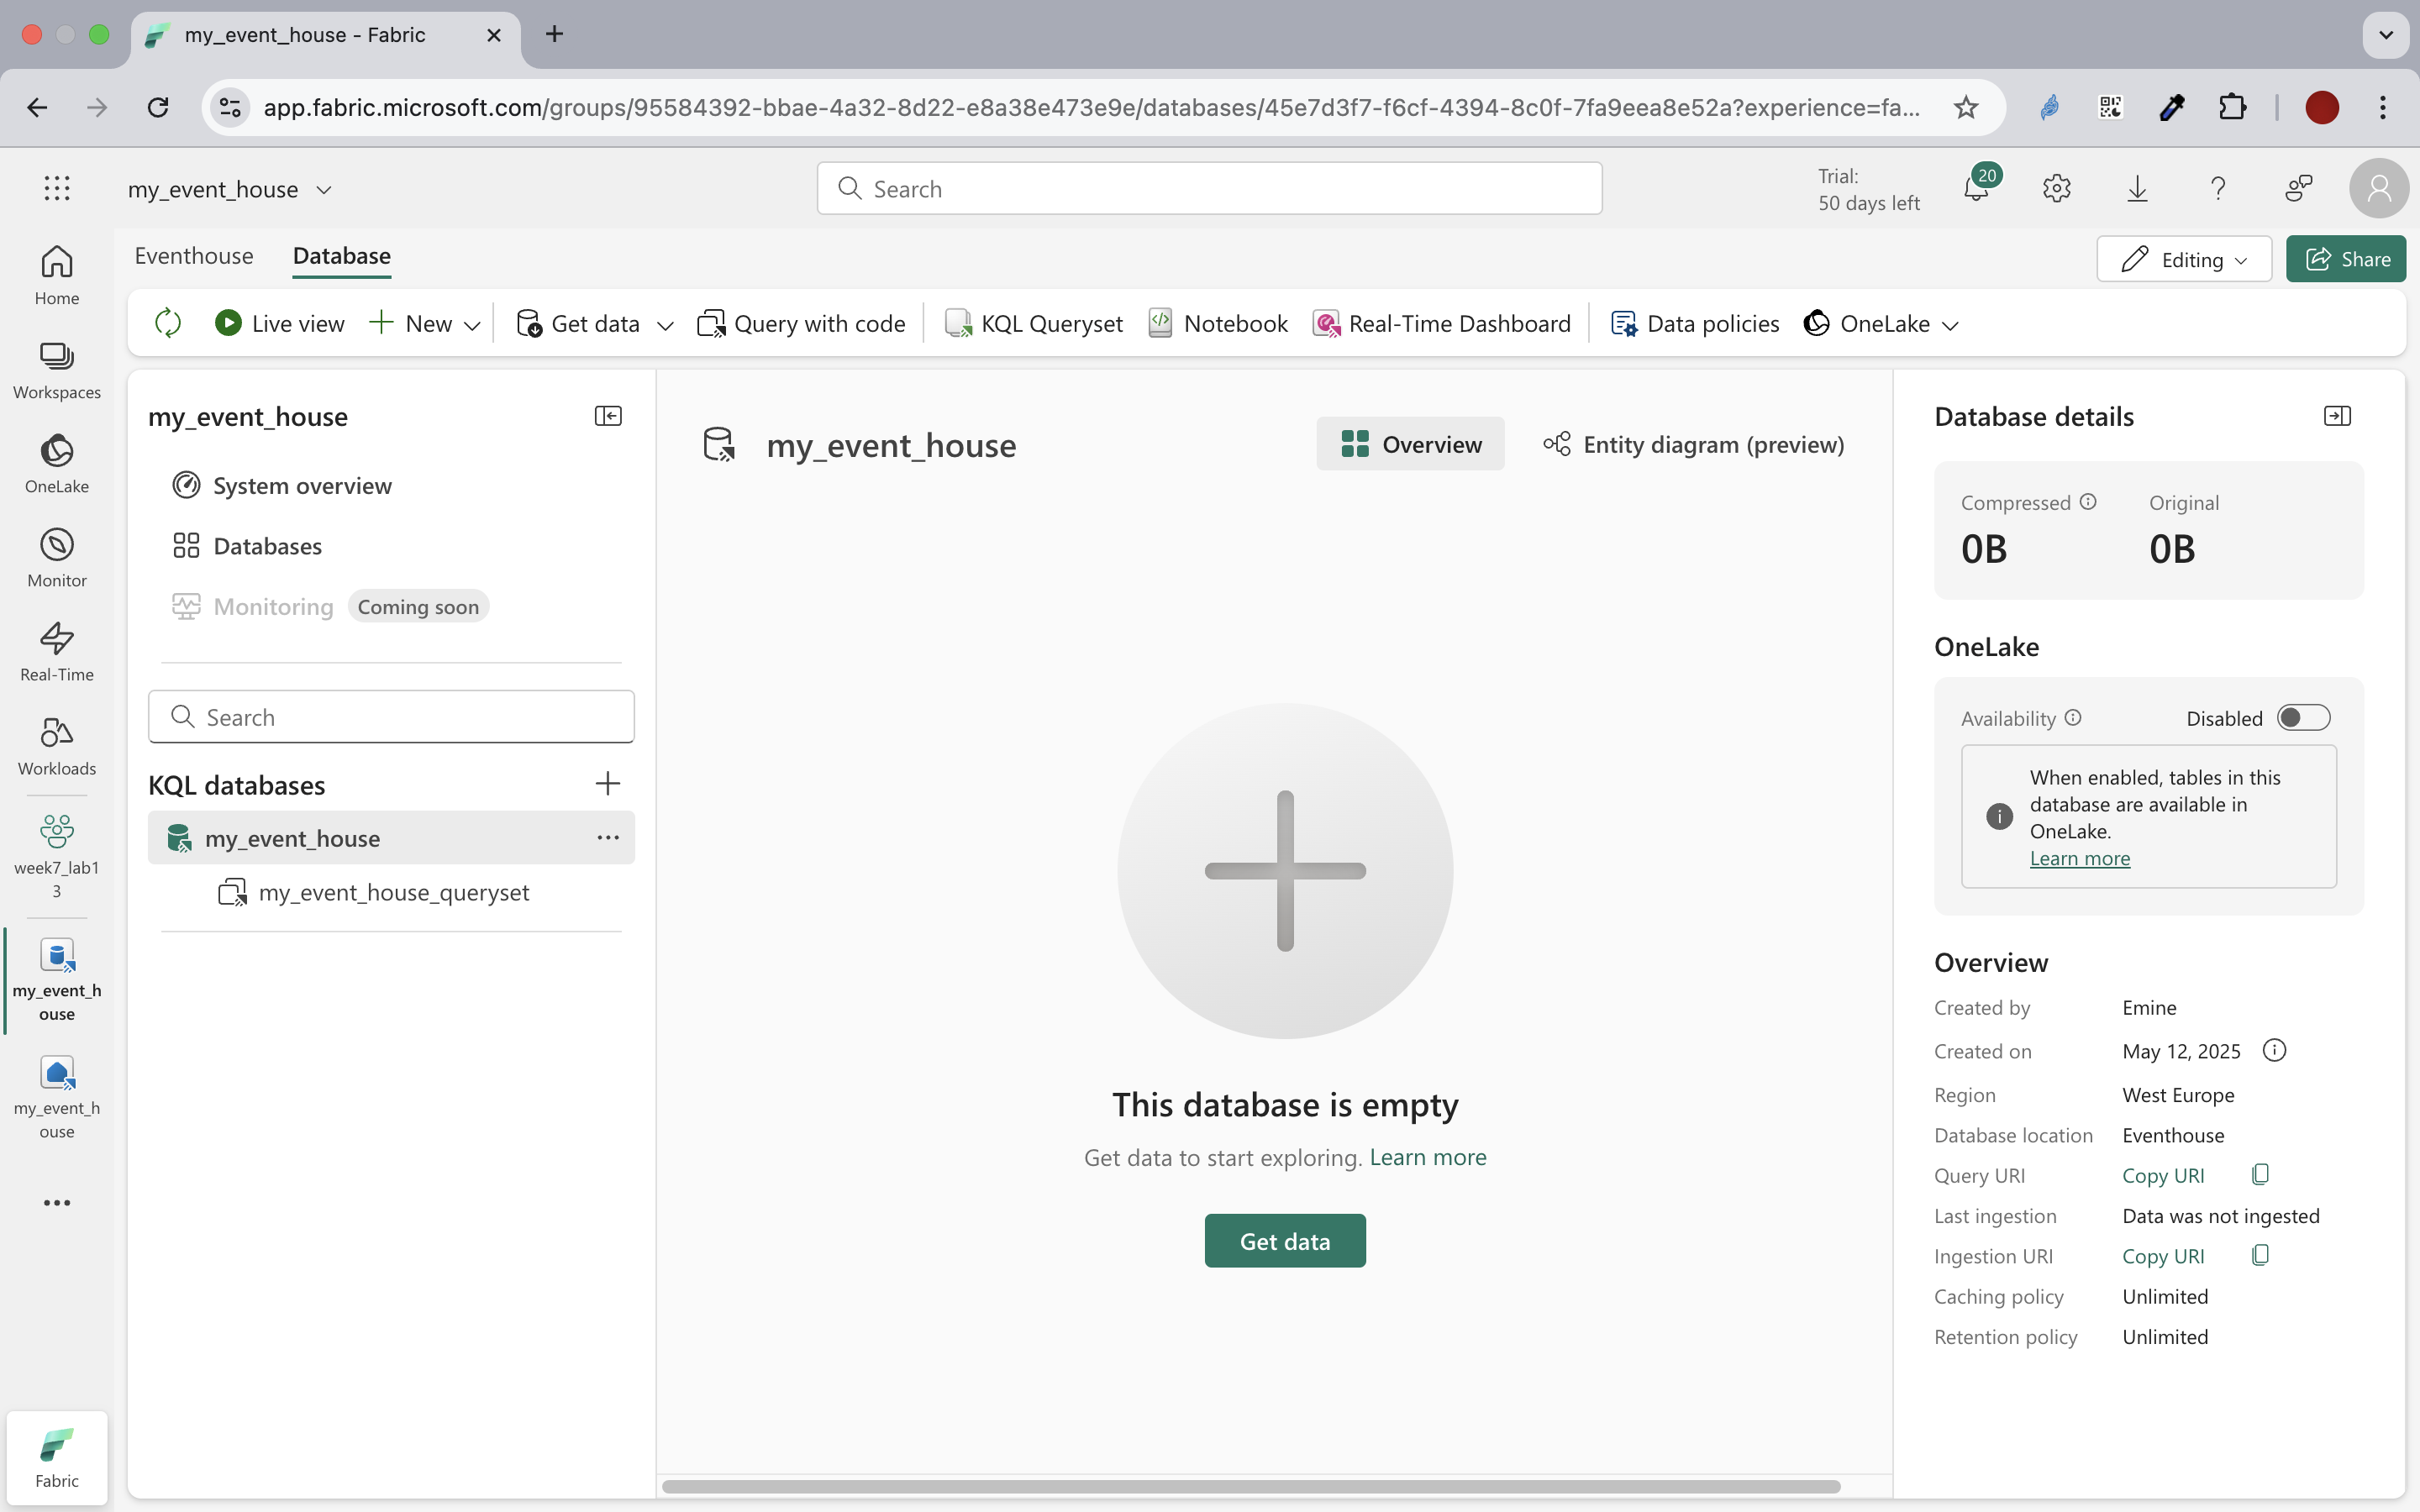 my_event_house - Fabric
app.fabric.microsoft.com/groups/95584392-bbae-4a32-8d22-e8a38e473e9e/databases/45e7d3f7-f6cf-4394-8c0f-7fa9eea8e52a?experience=fa...
my_event_house
Search
Trial:
50 days left
20
Home
Workspaces
OneLake
Monitor
Real-Time
Workloads
week7_lab1
3
my_event_h
ouse
my_event_h
ouse
Fabric
Eventhouse
Database
Editing
Share
Live view
New
Get data
Query with code
KQL Queryset
Notebook
Real-Time Dashboard
Data policies
OneLake
my_event_house
System overview
Databases
Monitoring
Coming soon
Search
KQL databases
my_event_house
my_event_house_queryset
my_event_house
Overview
Entity diagram (preview)
This database is empty
Get data to start exploring. Learn more
Get data
Database details
Compressed
Original
0B
0B
OneLake
Availability
Disabled
When enabled, tables in this
database are available in
OneLake.
Learn more
Overview
Created by Emine
Created on May 12, 2025
Region West Europe
Database location Eventhouse
Query URI Copy URI
Last ingestion Data was not ingested
Ingestion URI Copy URI
Caching policy Unlimited
Retention policy Unlimited